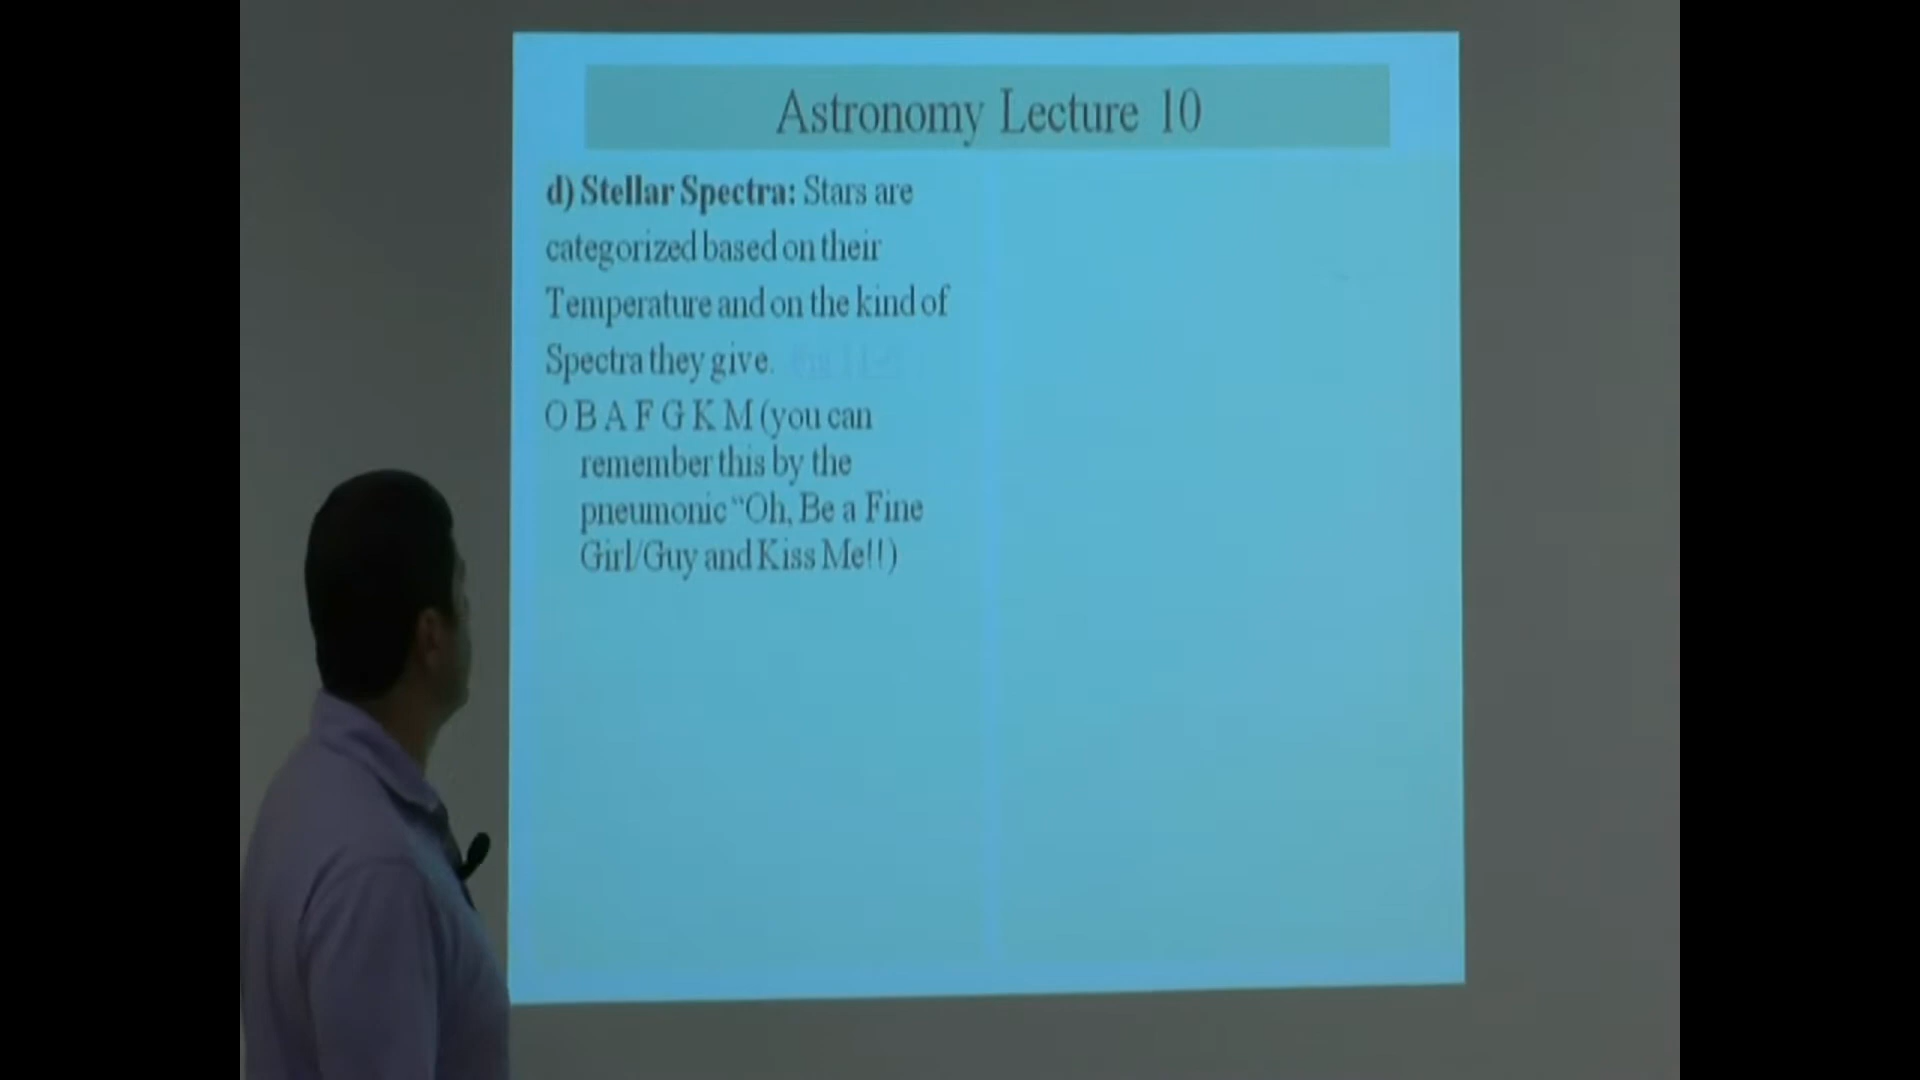 Astronomy Lecture 10
d) Stellar Spectra: Stars are
categorized based on their
Temperature and on the kind of
Spectra they give.
O B A F G K M (you can
remember this by the
pneumonic “Oh, Be a Fine
Girl/Guy and Kiss Me!!)